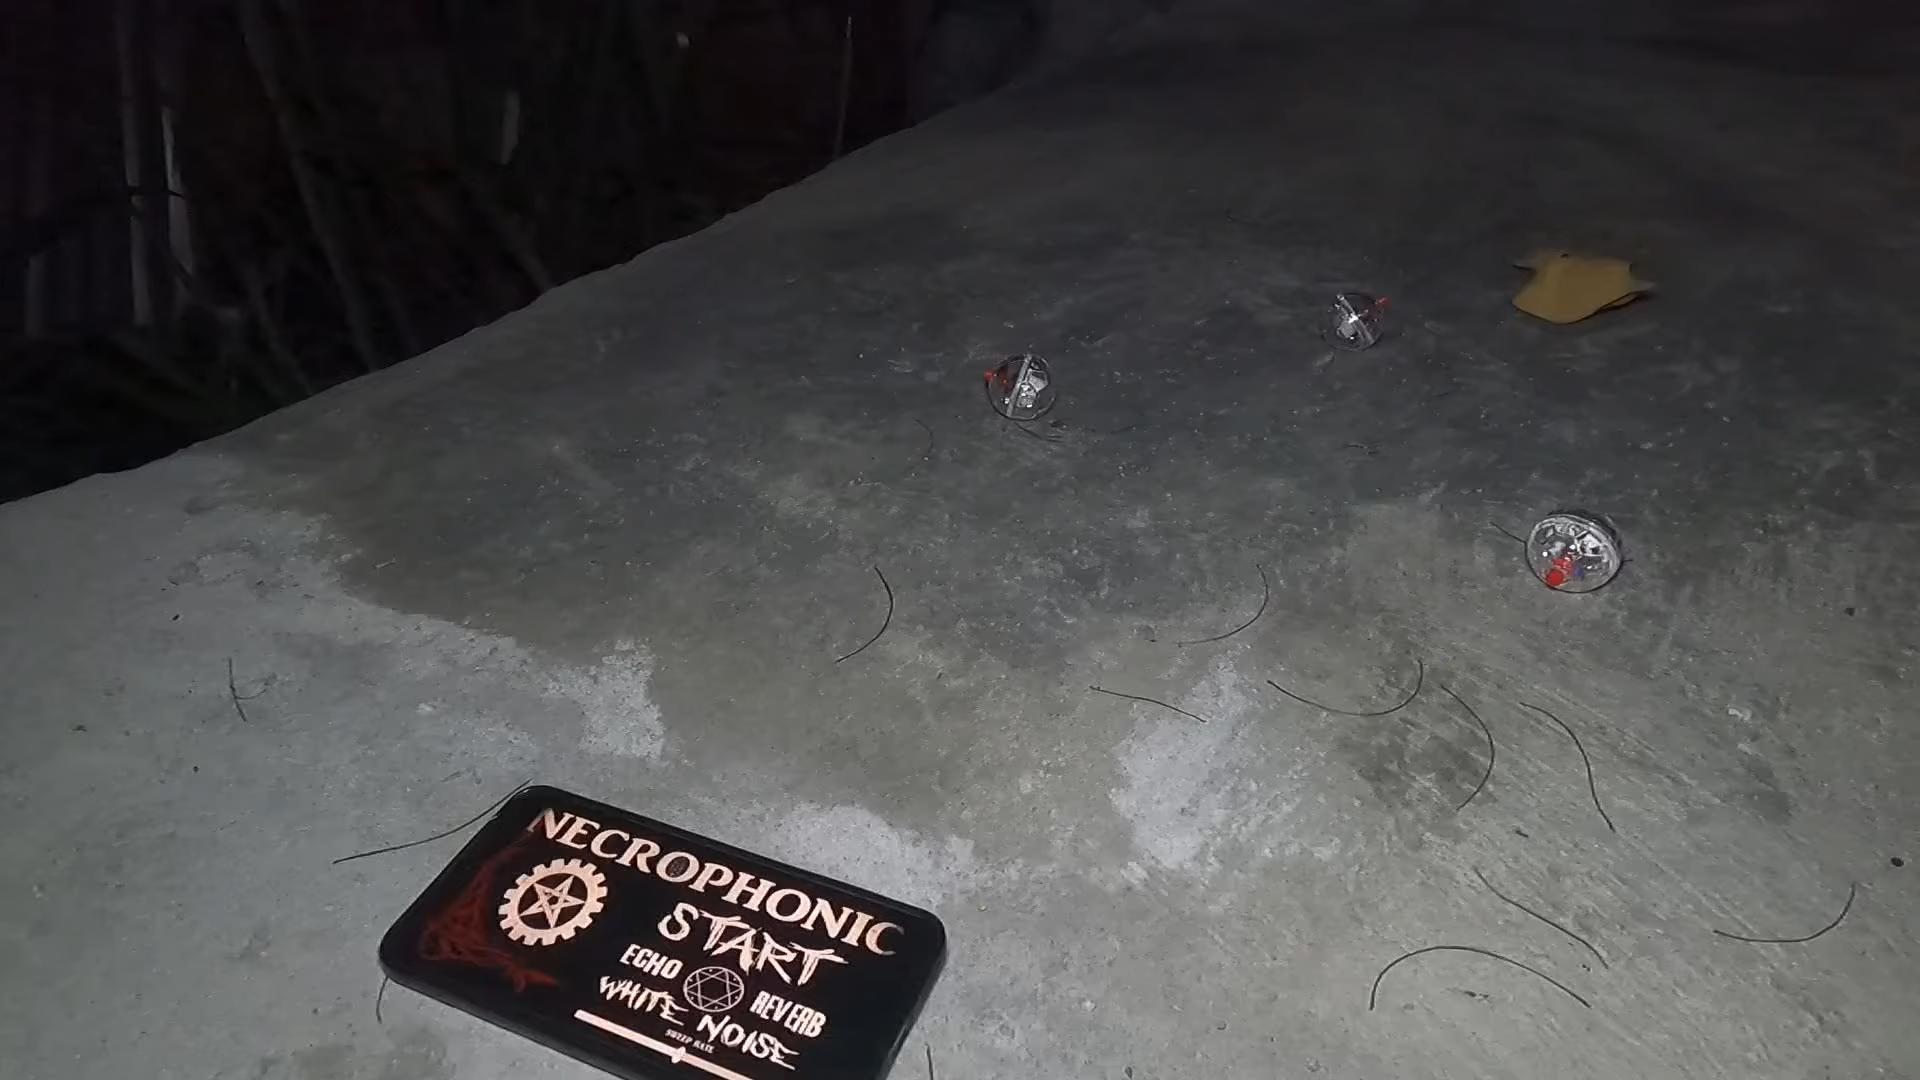 NECROPHONIC
START
ECHO
REVERB
WHITE NOISE
SWEEP RATE